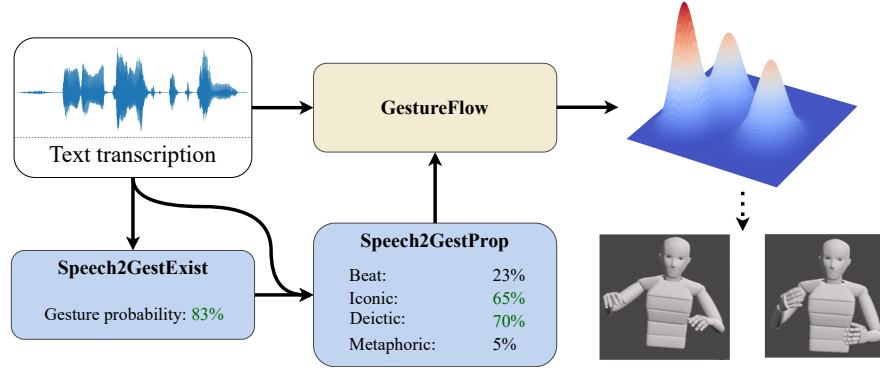 Text transcription
GestureFlow
Speech2GestExist
Gesture probability: 83%
Speech2GestProp
Beat: 23%
Iconic: 65%
Deictic: 70%
Metaphoric: 5%